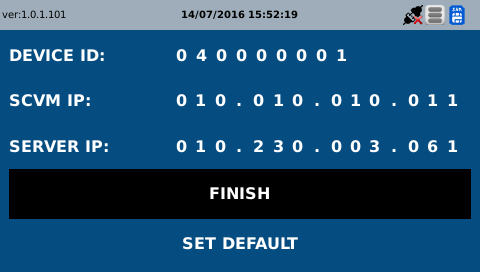 ver:1.0.1.101 14/07/2016 15:52:19
DEVICE ID: 0 4 0 0 0 0 0 0 1
SCVM IP: 0 1 0 . 0 1 0 . 0 1 0 . 0 1 1
SERVER IP: 0 1 0 . 2 3 0 . 0 0 3 . 0 6 1
FINISH
SET DEFAULT